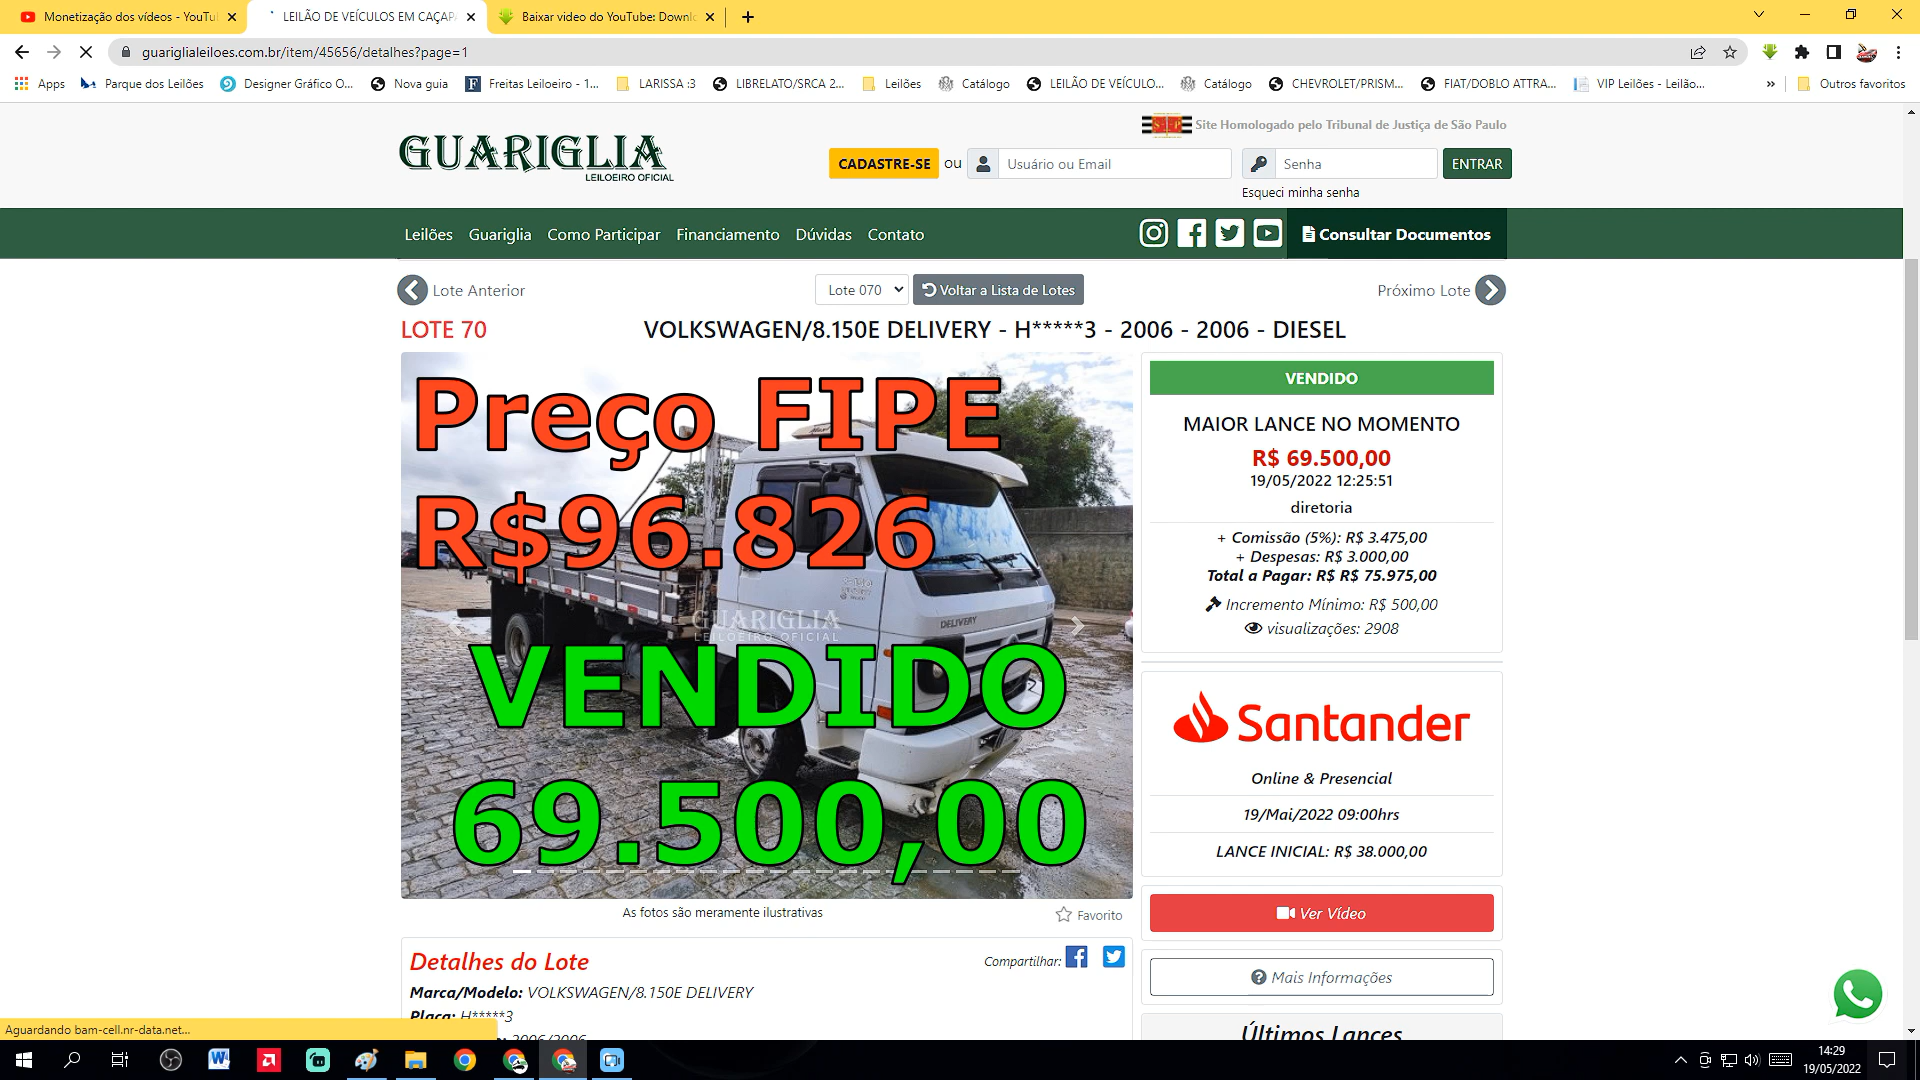 Monetização dos vídeos - YouTu
LEILÃO DE VEÍCULOS EM CAÇAPA
Baixar video do YouTube: Downlo
guariglialeiloes.com.br/item/45656/detalhes?page=1
Apps
Parque dos Leilões
Designer Gráfico O...
Nova guia
Freitas Leiloeiro - 1...
LARISSA :3
LIBRELATO/SRCA 2...
Leilões
Catálogo
LEILÃO DE VEÍCULO...
Catálogo
CHEVROLET/PRISM...
FIAT/DOBLO ATTRA...
VIP Leilões - Leilão...
»
Outros favoritos
Site Homologado pelo Tribunal de Justiça de São Paulo
GUARIGLIA
LEILOEIRO OFICIAL
CADASTRE-SE ou Usuário ou Email Senha ENTRAR
Esqueci minha senha
Leilões Guariglia Como Participar Financiamento Dúvidas Contato Consultar Documentos
Lote Anterior Lote 070 Voltar a Lista de Lotes Próximo Lote
LOTE 70 VOLKSWAGEN/8.150E DELIVERY - H*****3 - 2006 - 2006 - DIESEL
Preço FIPE
R$96.826
DELIVERY
GUARIGLIA
LEILOEIRO OFICIAL
VENDIDO
69.500,00
As fotos são meramente ilustrativas
Favorito
VENDIDO
MAIOR LANCE NO MOMENTO
R$ 69.500,00
19/05/2022 12:25:51
diretoria
+ Comissão (5%): R$ 3.475,00
+ Despesas: R$ 3.000,00
Total a Pagar: R$ R$ 75.975,00
Incremento Mínimo: R$ 500,00
visualizações: 2908
Santander
Online & Presencial
19/Mai/2022 09:00hrs
LANCE INICIAL: R$ 38.000,00
Ver Vídeo
Mais Informações
Últimos Lances
Detalhes do Lote
Compartilhar:
Marca/Modelo: VOLKSWAGEN/8.150E DELIVERY
Placa: H*****3
2006/2006
Aguardando bam-cell.nr-data.net...
14:29
19/05/2022